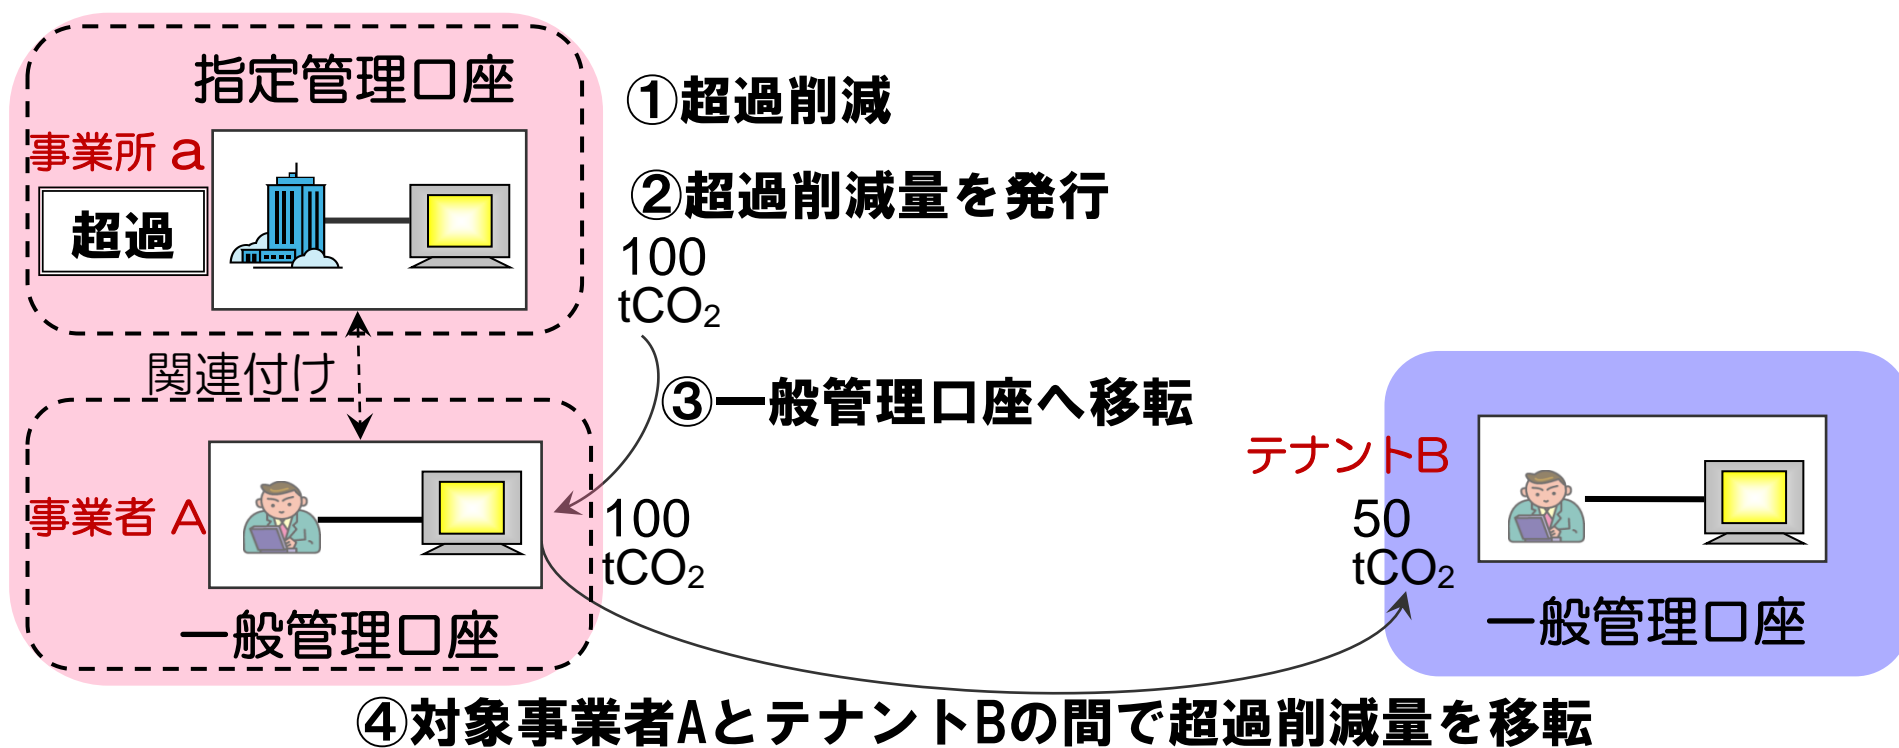 指定管理口座
①超過削減
事業所 a
超過
②超過削減量を発行
100
tCO₂
関連付け
③一般管理口座へ移転
事業者 A
100
tCO₂
一般管理口座
テナントB
50
tCO₂
一般管理口座
④対象事業者AとテナントBの間で超過削減量を移転